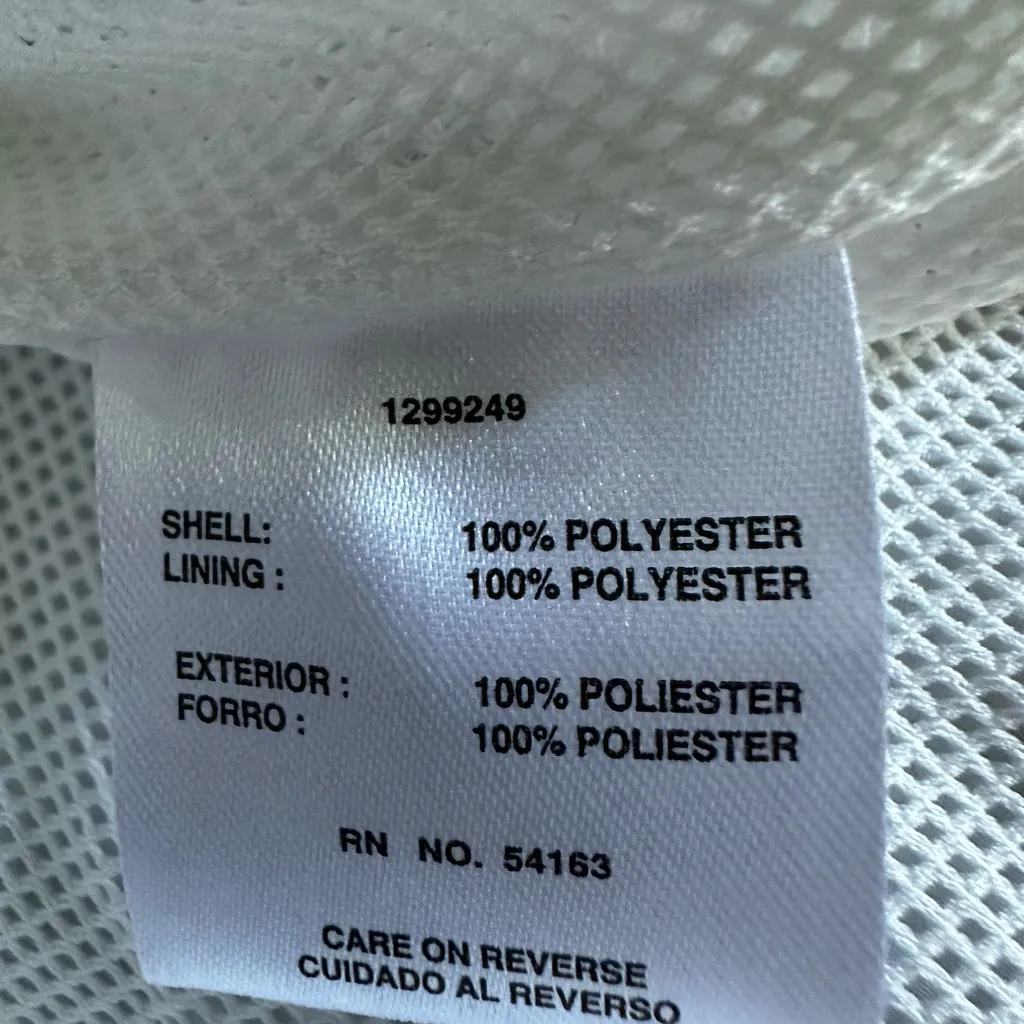 1299249
SHELL: 100% POLYESTER
LINING : 100% POLYESTER
EXTERIOR : 100% POLIESTER
FORRO : 100% POLIESTER
RN NO. 54163
CARE ON REVERSE
CUIDADO AL REVERSO